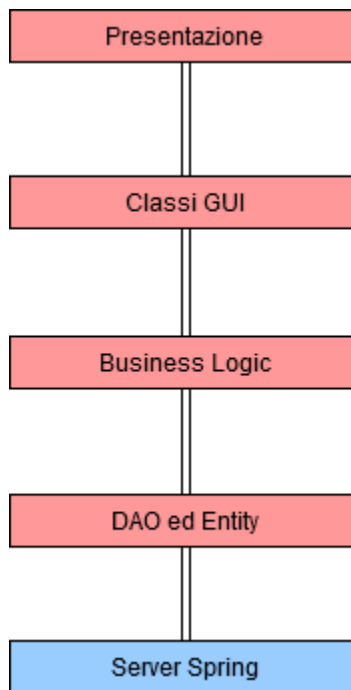 Presentazione
Classi GUI
Business Logic
DAO ed Entity
Server Spring